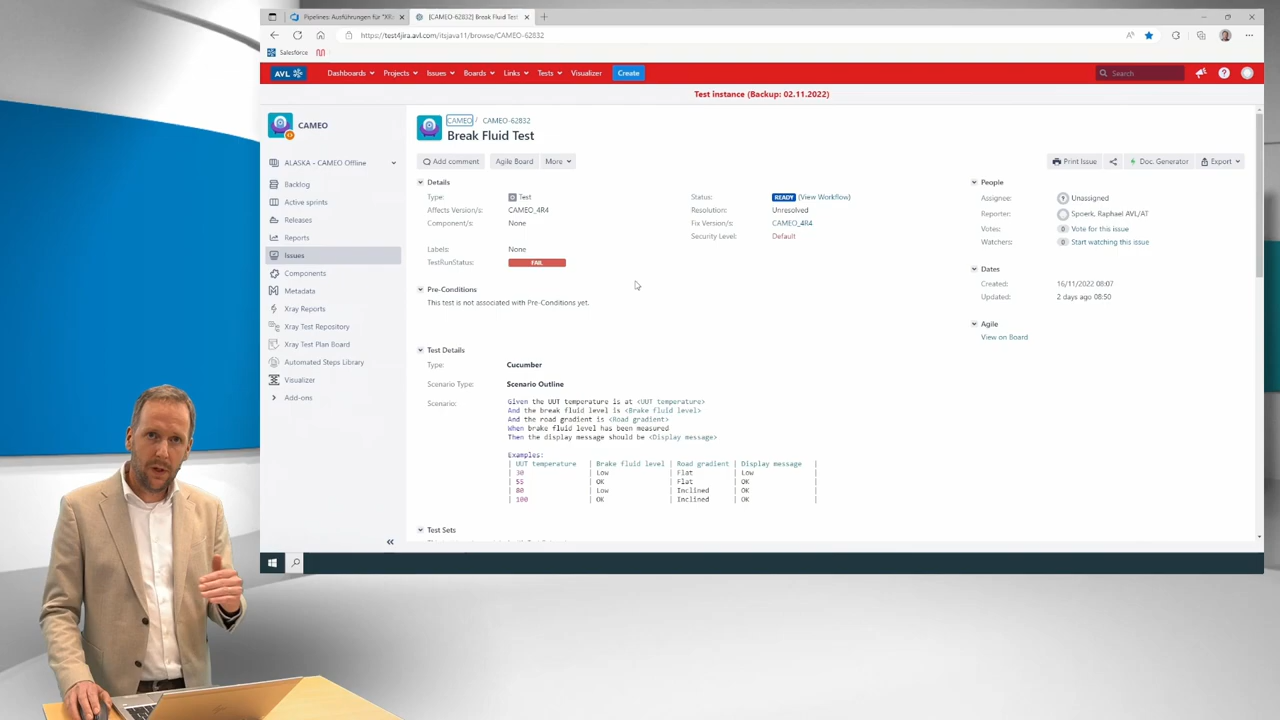 Pipelines: Ausführungen für "XRa
[CAMEO-62832] Break Fluid Test
https://test4jira.avl.com/itsjava11/browse/CAMEO-62832
Salesforce
AVL
Dashboards Projects Issues Boards Links Tests Visualizer Create
Search
Test instance (Backup: 02.11.2022)
CAMEO
ALASKA - CAMEO Offline
Backlog
Active sprints
Releases
Reports
Issues
Components
Metadata
Xray Reports
Xray Test Repository
Xray Test Plan Board
Automated Steps Library
Visualizer
Add-ons
CAMEO / CAMEO-62832
Break Fluid Test
Add comment Agile Board More
Print Issue Doc. Generator Export
Details
Type: Test
Affects Version/s: CAMEO_4R4
Component/s: None
Labels: None
TestRunStatus: FAIL
Status: READY (View Workflow)
Resolution: Unresolved
Fix Version/s: CAMEO_4R4
Security Level: Default
Pre-Conditions
This test is not associated with Pre-Conditions yet.
Test Details
Type: Cucumber
Scenario Type: Scenario Outline
Scenario:
Given the UUT temperature is at <UUT temperature>
And the break fluid level is <Brake fluid level>
And the road gradient is <Road gradient>
When brake fluid level has been measured
Then the display message should be <Display message>
Examples:
| UUT temperature | Brake fluid level | Road gradient | Display message |
| 30 | Low | Flat | Low |
| 55 | OK | Flat | OK |
| 80 | Low | Inclined | OK |
| 100 | OK | Inclined | OK |
Test Sets
People
Assignee: Unassigned
Reporter: Spoerk, Raphael AVL/AT
Votes: 0 Vote for this issue
Watchers: 0 Start watching this issue
Dates
Created: 16/11/2022 08:07
Updated: 2 days ago 08:50
Agile
View on Board